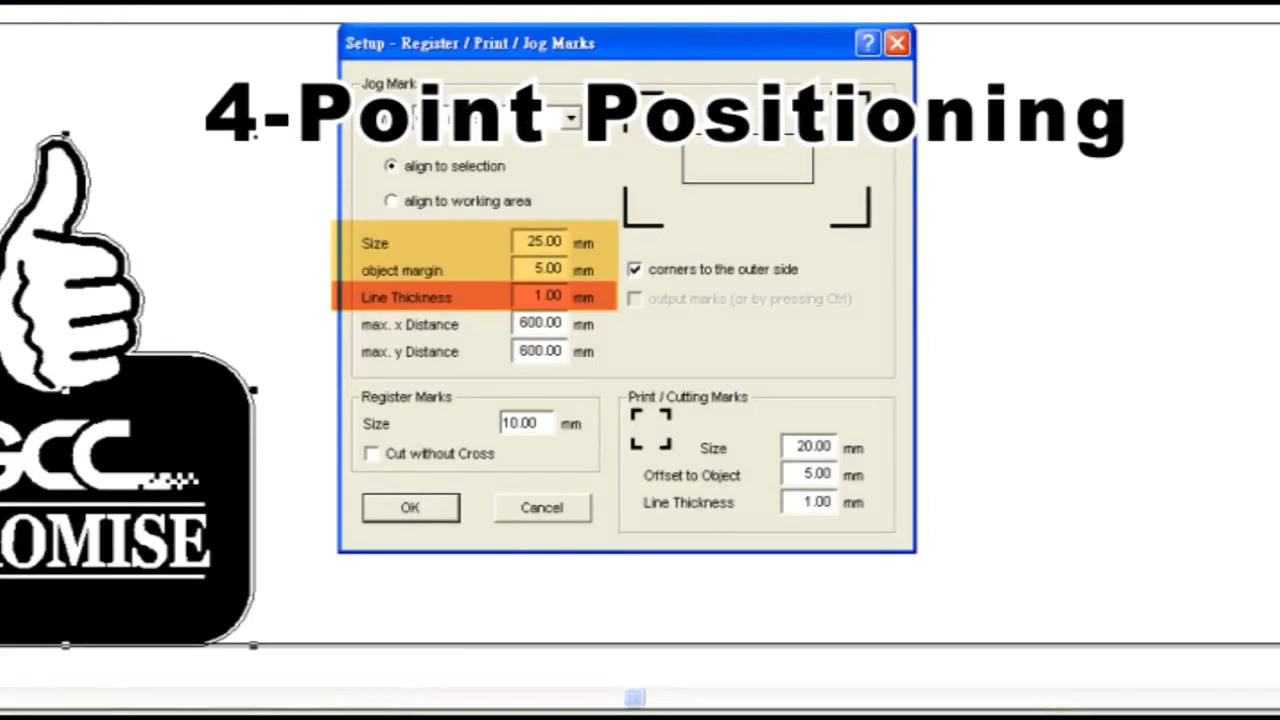 Setup - Register / Print / Jog Marks
Jog Mark
4-Point Positioning
align to selection
align to working area
Size 25.00 mm
object margin 5.00 mm
corners to the outer side
Line Thickness 1.00 mm
output marks (or by pressing Ctrl)
max. x Distance 600.00 mm
max. y Distance 600.00 mm
Register Marks
Size 10.00 mm
Cut without Cross
Print / Cutting Marks
Size 20.00 mm
Offset to Object 5.00 mm
Line Thickness 1.00 mm
OK
Cancel
GCC
OMISE